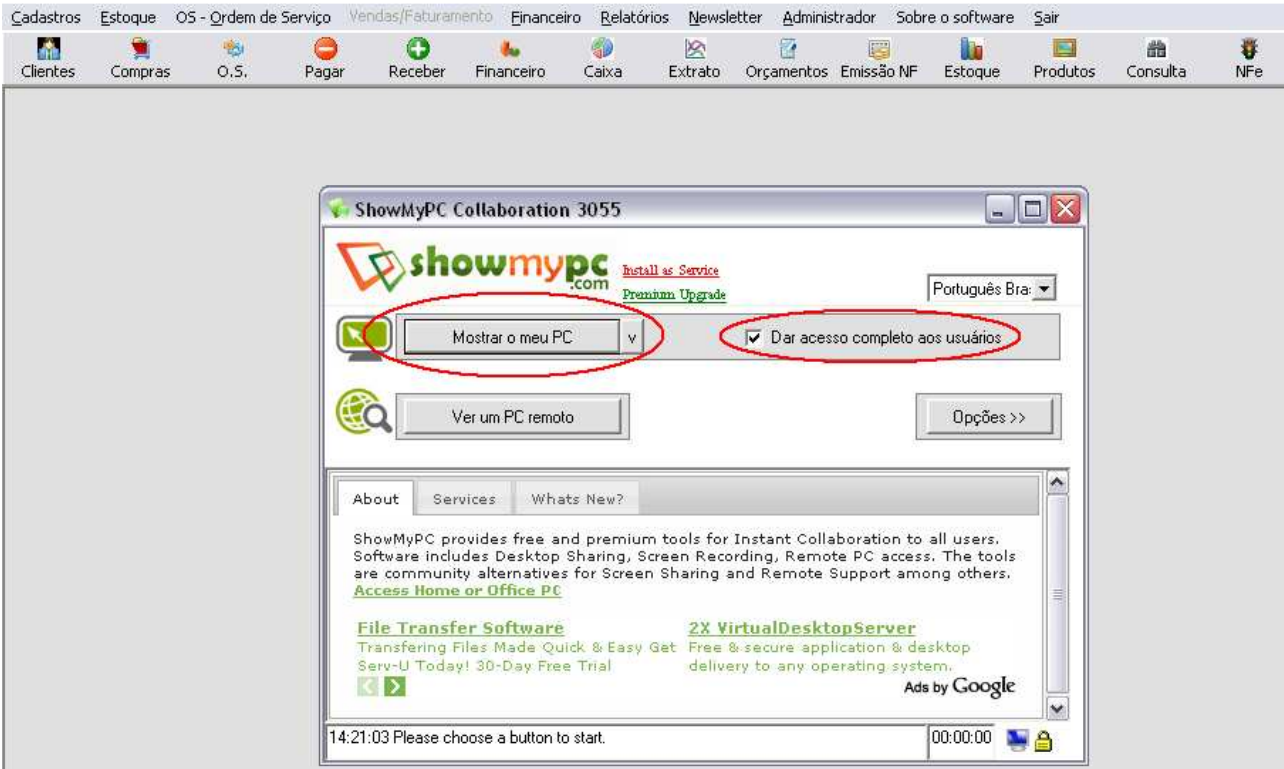 Cadastros Estoque OS - Ordem de Serviço Vendas/Faturamento Financeiro Relatórios Newsletter Administrador Sobre o software Sair
Clientes Compras O.S. Pagar Receber Financeiro Caixa Extrato Orçamentos Emissão NF Estoque Produtos Consulta NFe
ShowMyPC Collaboration 3055
showmypc
.com
Install as Service
Premium Upgrade
Português Bra
Mostrar o meu PC v
Dar acesso completo aos usuários
Ver um PC remoto
Opções >>
About Services Whats New?
ShowMyPC provides free and premium tools for Instant Collaboration to all users.
Software includes Desktop Sharing, Screen Recording, Remote PC access. The tools
are community alternatives for Screen Sharing and Remote Support among others.
Access Home or Office PC
File Transfer Software
Transfering Files Made Quick & Easy Get
Serv-U Today! 30-Day Free Trial
2X VirtualDesktopServer
Free & secure application & desktop
delivery to any operating system.
Ads by Google
14:21:03 Please choose a button to start.
00:00:00